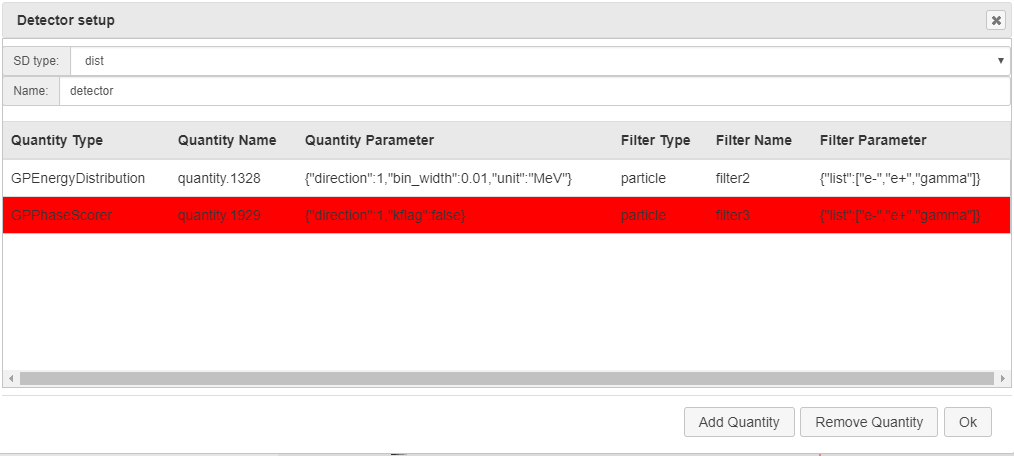 Detector setup
SD type: dist
Name: detector
Quantity Type Quantity Name Quantity Parameter Filter Type Filter Name Filter Parameter
GPEnergyDistribution quantity.1328 {"direction":1,"bin_width":0.01,"unit":"MeV"} particle filter2 {"list":["e-","e+","gamma"]}
GPPhaseScorer quantity.1929 {"direction":1,"kflag":false} particle filter3 {"list":["e-","e+","gamma"]}
Add Quantity Remove Quantity Ok